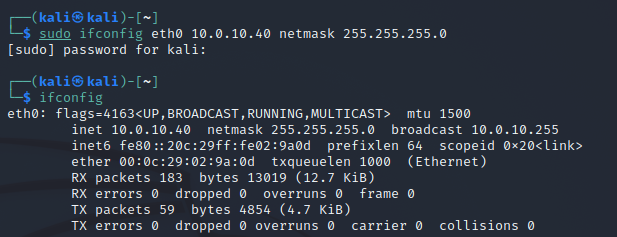 ┌──(kali㉿kali)-[~]
└─$ sudo ifconfig eth0 10.0.10.40 netmask 255.255.255.0
[sudo] password for kali:
┌──(kali㉿kali)-[~]
└─$ ifconfig
eth0: flags=4163<UP,BROADCAST,RUNNING,MULTICAST>  mtu 1500
        inet 10.0.10.40  netmask 255.255.255.0  broadcast 10.0.10.255
        inet6 fe80::20c:29ff:fe02:9a0d  prefixlen 64  scopeid 0×20<link>
        ether 00:0c:29:02:9a:0d  txqueuelen 1000  (Ethernet)
        RX packets 183  bytes 13019 (12.7 KiB)
        RX errors 0  dropped 0  overruns 0  frame 0
        TX packets 59  bytes 4854 (4.7 KiB)
        TX errors 0  dropped 0 overruns 0  carrier 0  collisions 0